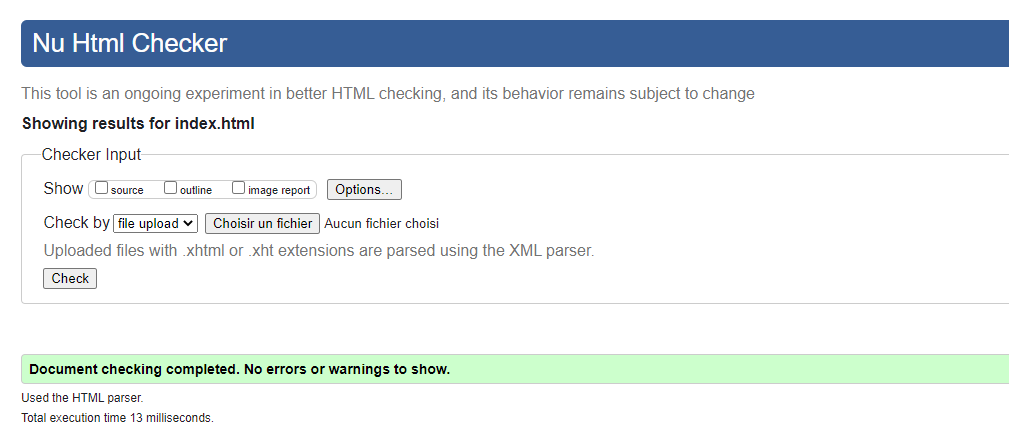 Nu Html Checker
This tool is an ongoing experiment in better HTML checking, and its behavior remains subject to change
Showing results for index.html
Checker Input
Show source outline image report Options...
Check by file upload Choisir un fichier Aucun fichier choisi
Uploaded files with .xhtml or .xht extensions are parsed using the XML parser.
Check
Document checking completed. No errors or warnings to show.
Used the HTML parser.
Total execution time 13 milliseconds.